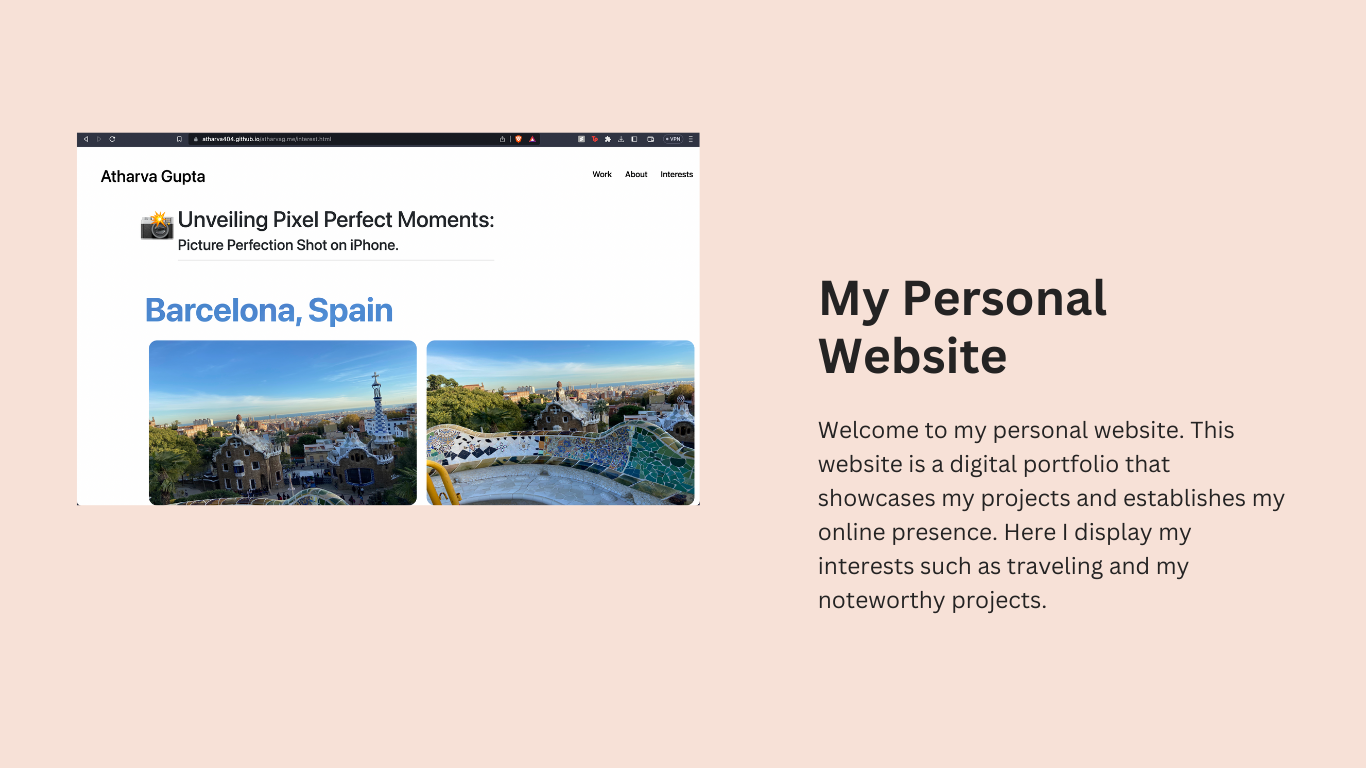 atharva404.github.io/atharvag.me/interest.html
VPN
Atharva Gupta
Work About Interests
Unveiling Pixel Perfect Moments:
Picture Perfection Shot on iPhone.
Barcelona, Spain
My Personal
Website
Welcome to my personal website. This
website is a digital portfolio that
showcases my projects and establishes my
online presence. Here I display my
interests such as traveling and my
noteworthy projects.